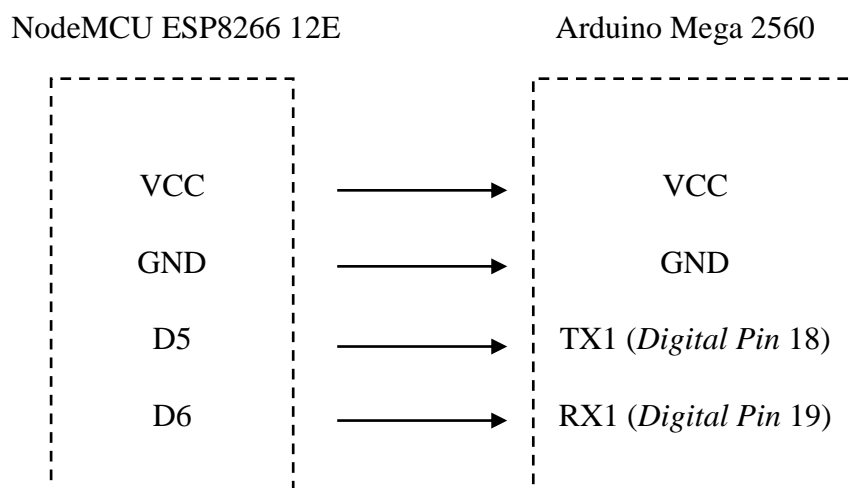 NodeMCU ESP8266 12E Arduino Mega 2560
VCC VCC
GND GND
D5 TX1 (Digital Pin 18)
D6 RX1 (Digital Pin 19)